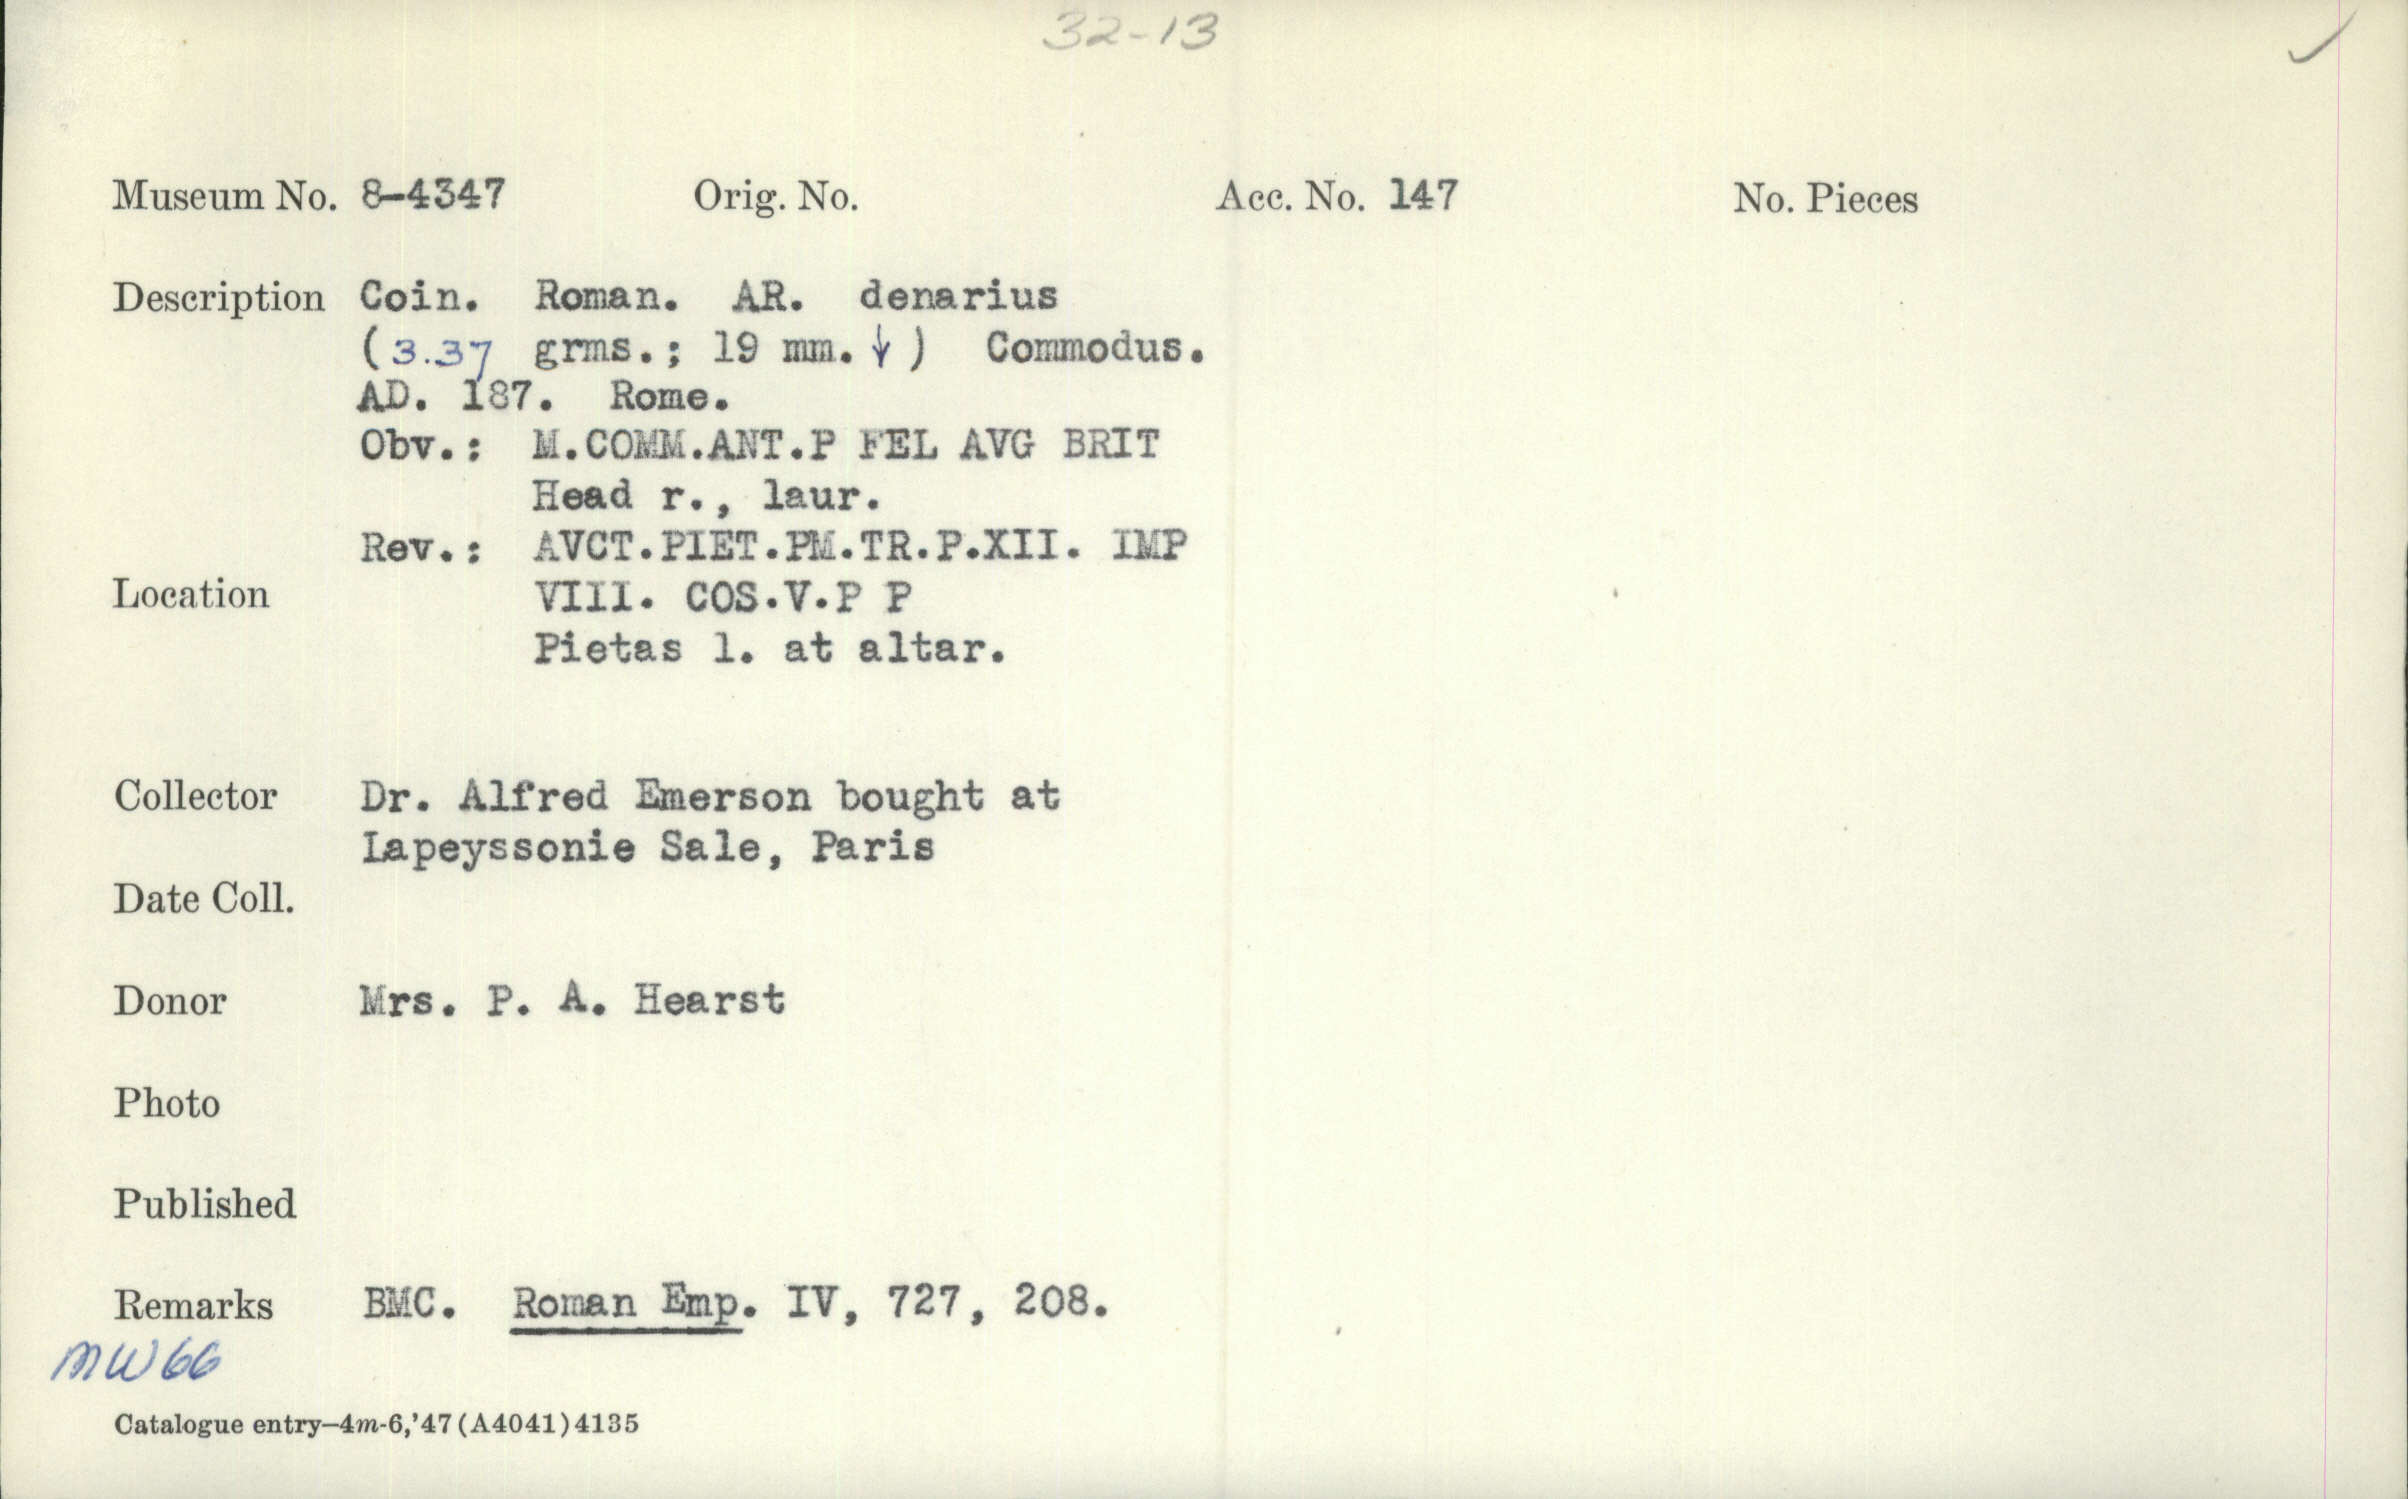 32-13
Museum No. 8-4347 Orig. No. Acc. No. 147 No. Pieces
Description Coin. Roman. AR. denarius
(3.37 grms.; 19 mm.↓) Commodus.
AD. 187. Rome.
Obv.: M.COMM.ANT.P FEL AVG BRIT
Head r., laur.
Rev.: AVCT.PIET.PM.TR.P.XII. IMP
Location VIII. COS.V.P P
Pietas l. at altar.
Collector Dr. Alfred Emerson bought at
Lapeyssonie Sale, Paris
Date Coll.
Donor Mrs. P. A. Hearst
Photo
Published
Remarks BMC. Roman Emp. IV, 727, 208.
MW66
Catalogue entry—4m-6,'47(A4041)4135